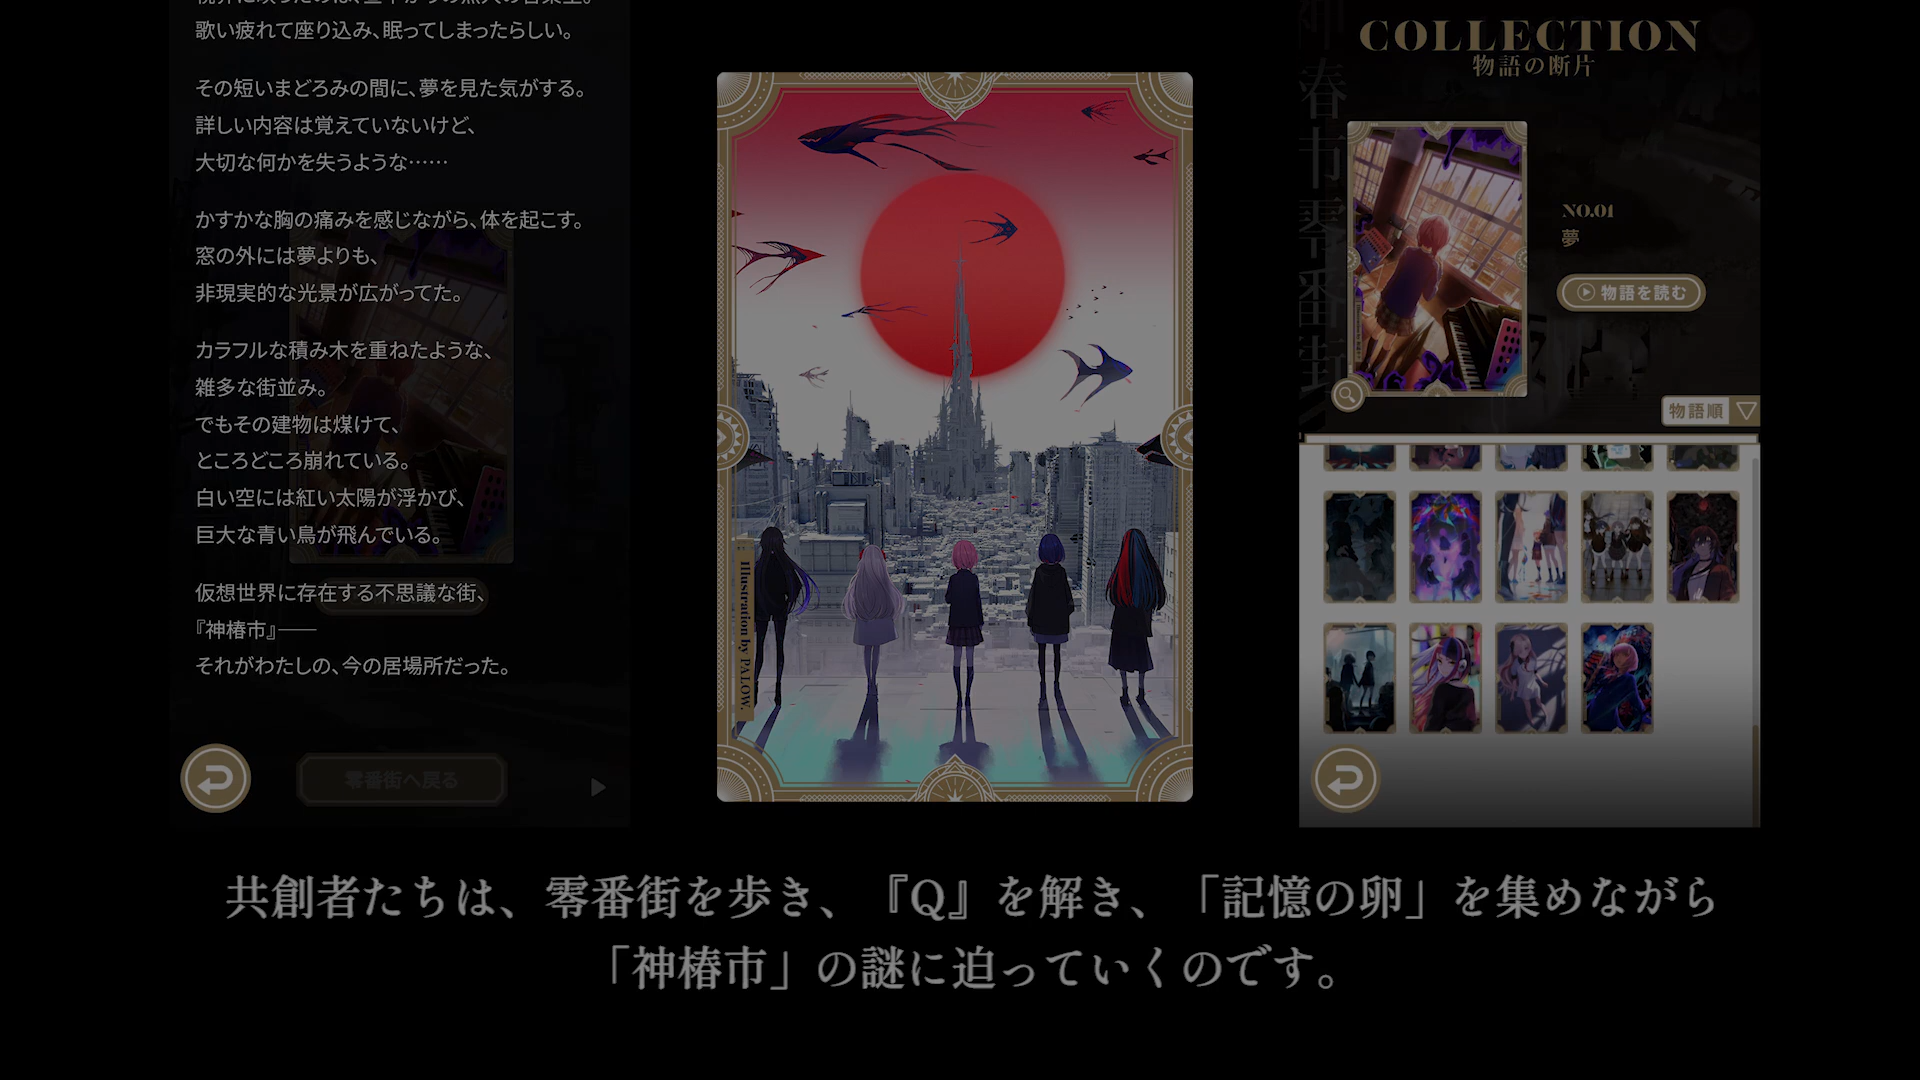 歌い疲れて座り込み、眠ってしまったらしい。
その短いまどろみの間に、夢を見た気がする。
詳しい内容は覚えていないけど、
大切な何かを失うような……
かすかな胸の痛みを感じながら、体を起こす。
窓の外には夢よりも、
非現実的な光景が広がってた。
カラフルな積み木を重ねたような、
雑多な街並み。
でもその建物は煤けて、
ところどころ崩れている。
白い空には紅い太陽が浮かび、
巨大な青い鳥が飛んでいる。
仮想世界に存在する不思議な街、
『神椿市』――
それがわたしの、今の居場所だった。
零番街へ戻る
Illustration by PALOW.
COLLECTION
物語の断片
神椿市零番街
NO.01
夢
物語を読む
物語順
共創者たちは、零番街を歩き、『Q』を解き、「記憶の卵」を集めながら
「神椿市」の謎に迫っていくのです。